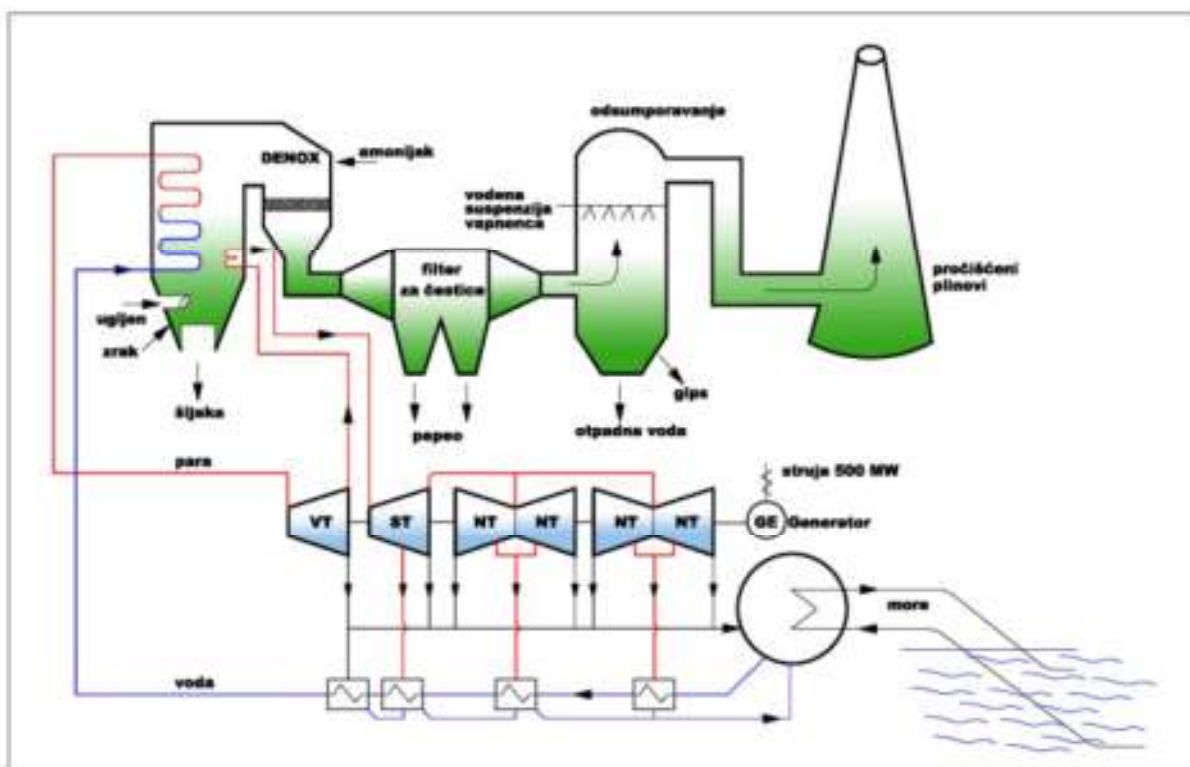 odsumporavanje
DENOX
amonijak
vodena
suspenzija
vapnenca
filter
za čestice
pročišćeni
plinovi
ugljen
zrak
šljaka
pepeo
gips
otpadna voda
para
struja 500 MW
VT
ST
NT
NT
NT
NT
GE
Generator
more
voda